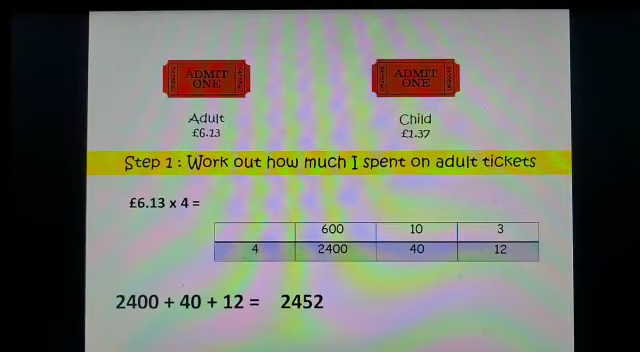 ADMIT
ONE
ADMIT
ONE
Adult
£6.13
Child
£1.37
Step 1 : Work out how much I spent on adult tickets
£6.13 x 4 =
600 10 3
4 2400 40 12
2400 + 40 + 12 = 2452